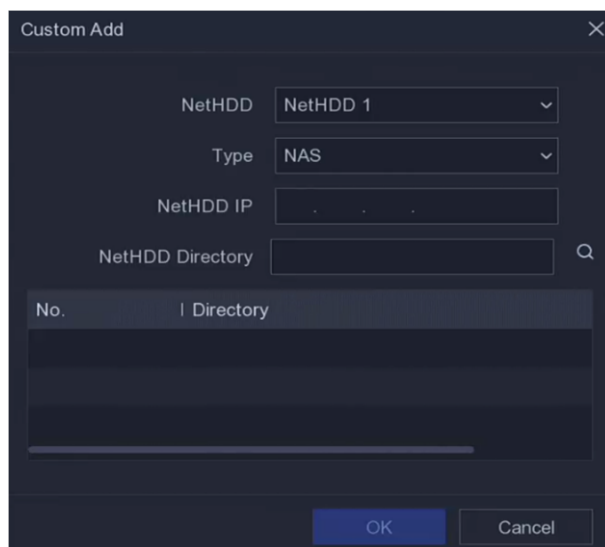 Custom Add
NetHDD NetHDD 1
Type NAS
NetHDD IP . . .
NetHDD Directory
No. Directory
OK Cancel